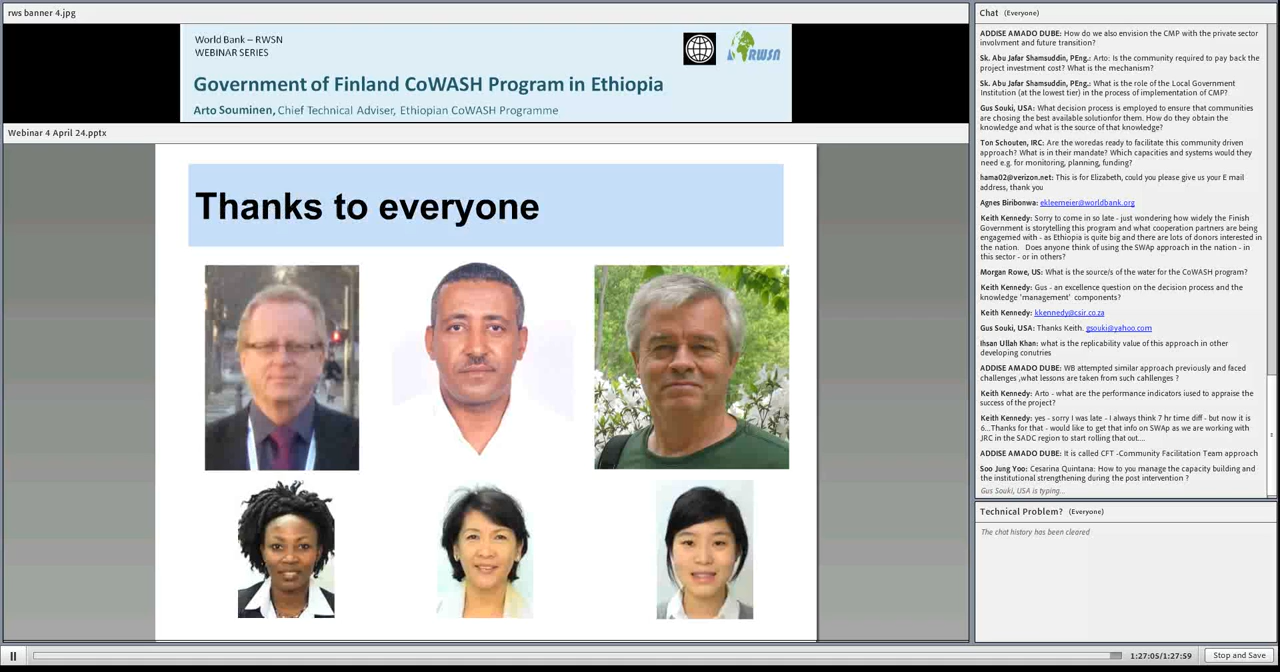 rws banner 4.jpg
World Bank – RWSN
WEBINAR SERIES
RWSN
Government of Finland CoWASH Program in Ethiopia
Arto Souminen, Chief Technical Adviser, Ethiopian CoWASH Programme
Webinar 4 April 24.pptx
Thanks to everyone
Chat (Everyone)
ADDISE AMADO DUBE: How do we also envision the CMP with the private sector
involvment and future transition?
Sk. Abu Jafar Shamsuddin, PEng.: Arto: Is the community required to pay back the
project investment cost? What is the mechanism?
Sk. Abu Jafar Shamsuddin, PEng.: What is the role of the Local Government
Institution (at the lowest tier) in the process of implementation of CMP?
Gus Souki, USA: What decision process is employed to ensure that communities
are chosing the best available solutionfor them. How do they obtain the
knowledge and what is the source of that knowledge?
Ton Schouten, IRC: Are the woredas ready to facilitate this community driven
approach? What is in their mandate? Which capacities and systems would they
need e.g. for monitoring, planning, funding?
hama02@verizon.net: This is for Elizabeth, could you please give us your E mail
address, thank you
Agnes Biribonwa: ekleemeier@worldbank.org
Keith Kennedy: Sorry to come in so late - just wondering how widely the Finish
Government is storytelling this program and what cooperation partners are being
engagemed with - as Ethiopia is quite big and there are lots of donors interested in
the nation. Does anyone think of using the SWAp approach in the nation - in
this sector - or in others?
Morgan Rowe, US: What is the source/s of the water for the CoWASH program?
Keith Kennedy: Gus - an excellence question on the decision process and the
knowledge 'management' components?
Keith Kennedy: kkennedy@csir.co.za
Gus Souki, USA: Thanks Keith. gsouki@yahoo.com
Ihsan Ullah Khan: what is the replicability value of this approach in other
developing conutries
ADDISE AMADO DUBE: WB attempted similar approach previously and faced
challenges ,what lessons are taken from such cahllenges ?
Keith Kennedy: Arto - what are the performance indicators iused to appraise the
success of the project?
Keith Kennedy: yes - sorry I was late - I always think 7 hr time diff - but now it is
6...Thanks for that - would like to get that info on SWAp as we are working with
JRC in the SADC region to start rolling that out....
ADDISE AMADO DUBE: It is called CFT -Community Facilitation Team approach
Soo Jung Yoo: Cesarina Quintana: How to you manage the capacity building and
the institutional strengthening during the post intervention ?
Gus Souki, USA is typing...
Technical Problem? (Everyone)
The chat history has been cleared
1:27:05/1:27:59
Stop and Save